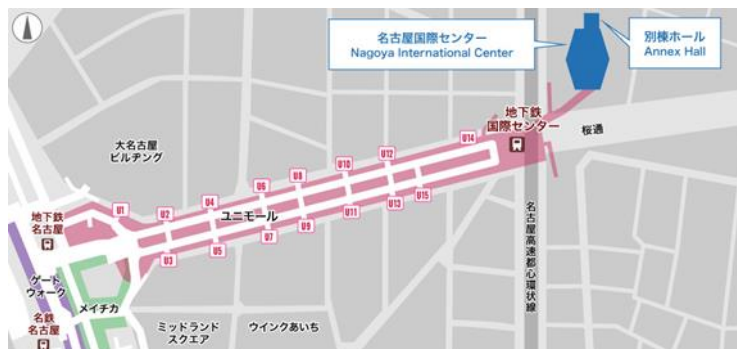 名古屋国際センター
Nagoya International Center
別棟ホール
Annex Hall
地下鉄
国際センター
桜通
大名古屋
ビルヂング
U14
U12
U10
U8
U6
U4
U2
U1
ユニモール
地下鉄
名古屋
U15
U13
U11
U9
U7
U5
U3
名古屋高速都心環状線
ゲート
ウォーク
メイチカ
名鉄
名古屋
ミッドランド
スクエア
ウインクあいち